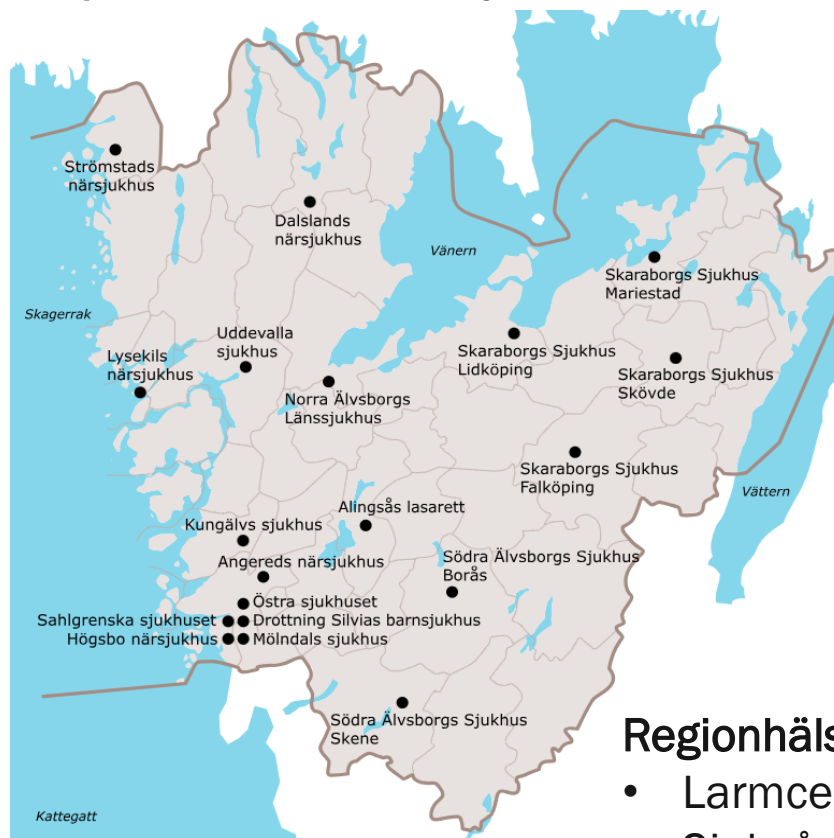 Strömstads
närsjukhus
Dalslands
närsjukhus
Vänern
Skaraborgs Sjukhus
Mariestad
Skagerrak
Uddevalla
sjukhus
Lysekils
närsjukhus
Skaraborgs Sjukhus
Lidköping
Skaraborgs Sjukhus
Skövde
Norra Älvsborgs
Länssjukhus
Skaraborgs Sjukhus
Falköping
Vättern
Alingsås lasarett
Kungälvs sjukhus
Angereds närsjukhus
Södra Älvsborgs Sjukhus
Borås
Östra sjukhuset
Sahlgrenska sjukhuset
Drottning Silvias barnsjukhus
Högsbo närsjukhus
Mölndals sjukhus
Södra Älvsborgs Sjukhus
Skene
Kattegatt
Regionhäls
• Larmce